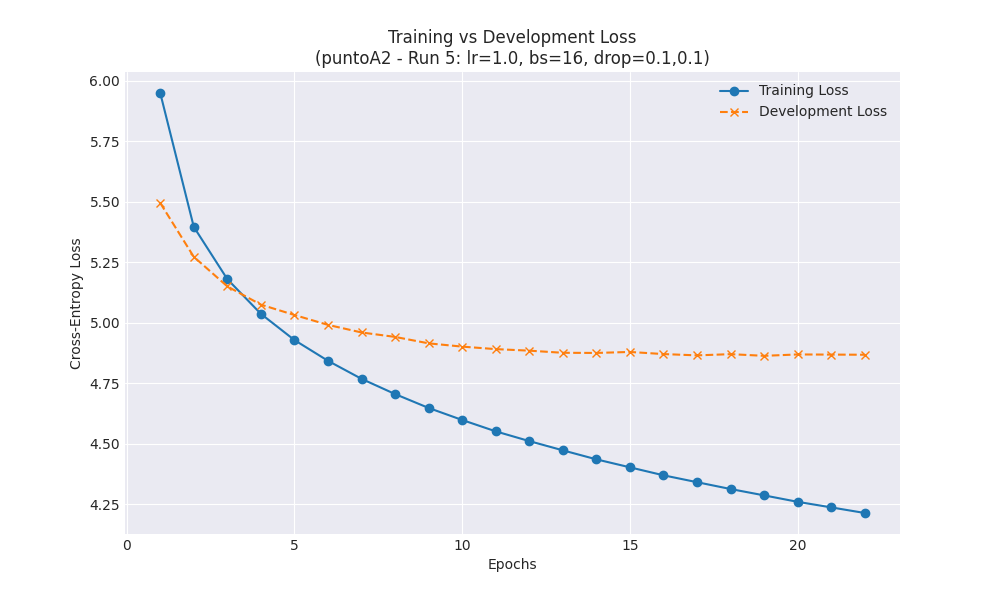 Training vs Development Loss
(puntoA2 - Run 5: lr=1.0, bs=16, drop=0.1,0.1)
Training Loss
Development Loss
Cross-Entropy Loss
6.00
5.75
5.50
5.25
5.00
4.75
4.50
4.25
0 5 10 15 20
Epochs